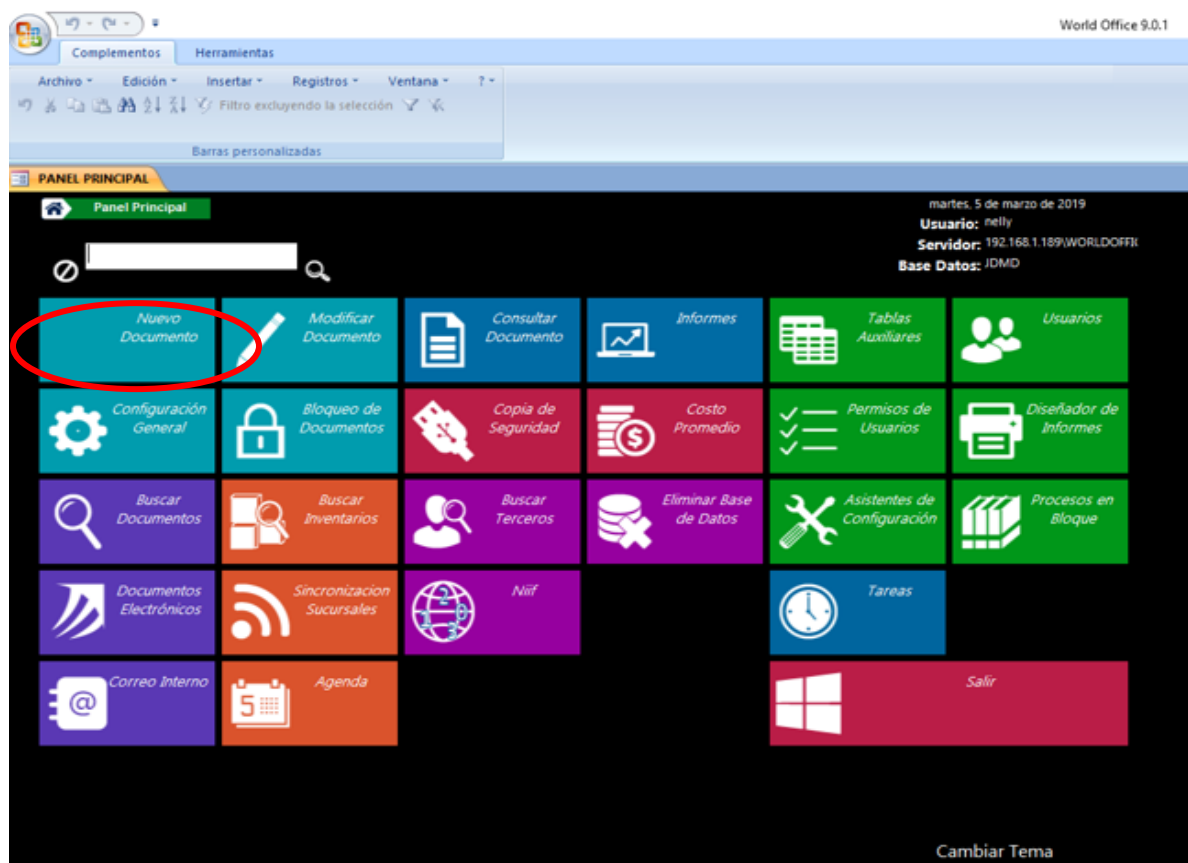 World Office 9.0.1
Complementos Herramientas
Archivo Edición Insertar Registros Ventana ?
Filtro excluyendo la selección
Barras personalizadas
PANEL PRINCIPAL
Panel Principal
martes, 5 de marzo de 2019
Usuario: nelly
Servidor: 192.168.1.189\WORLDOFFI
Base Datos: JDMD
Nuevo
Documento
Modificar
Documento
Consultar
Documento
Informes
Tablas
Auxiliares
Usuarios
Configuración
General
Bloqueo de
Documentos
Copia de
Seguridad
Costo
Promedio
Permisos de
Usuarios
Diseñador de
Informes
Buscar
Documentos
Buscar
Inventarios
Buscar
Terceros
Eliminar Base
de Datos
Asistentes de
Configuración
Procesos en
Bloque
Documentos
Electrónicos
Sincronizacion
Sucursales
Niif
Tareas
Correo Interno
Agenda
Salir
Cambiar Tema